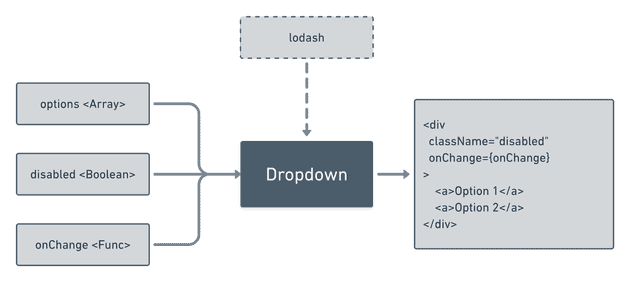 lodash
options <Array>
disabled <Boolean>
onChange <Func>
Dropdown
<div
className="disabled"
onChange={onChange}
>
<a>Option 1</a>
<a>Option 2</a>
</div>